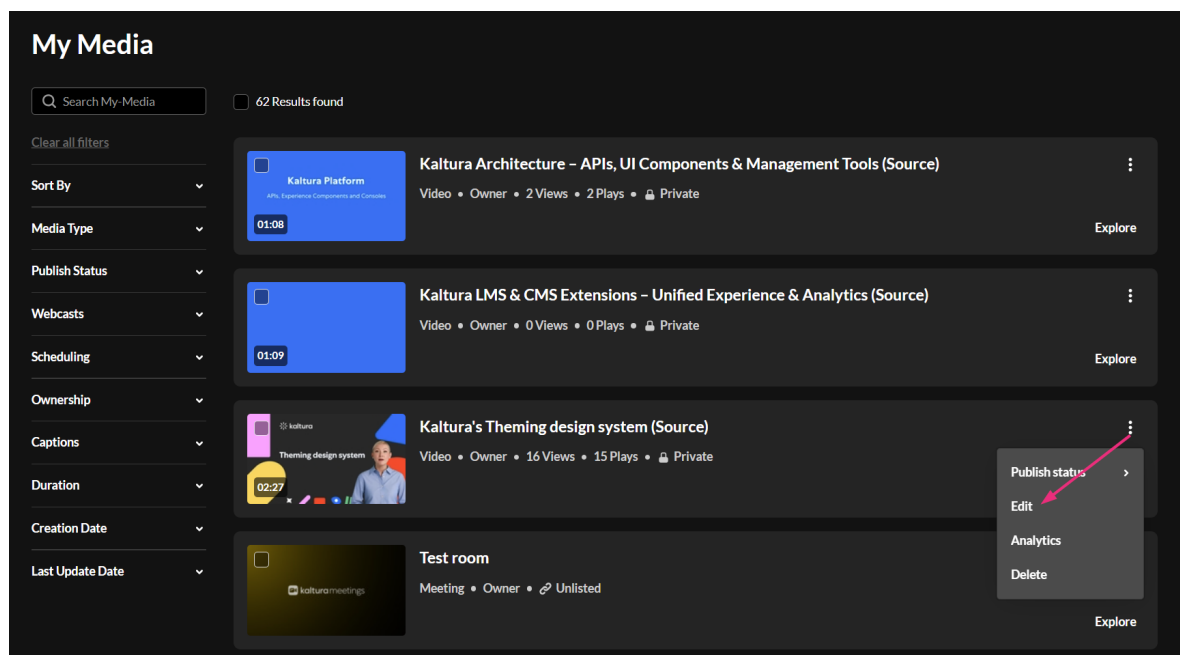 My Media
Search My-Media
62 Results found
Clear all filters
Sort By
Media Type
Publish Status
Webcasts
Scheduling
Ownership
Captions
Duration
Creation Date
Last Update Date
Kaltura Platform
APIs, Experience Components and Consoles
01:08
Kaltura Architecture – APIs, UI Components & Management Tools (Source)
Video • Owner • 2 Views • 2 Plays • Private
Explore
01:09
Kaltura LMS & CMS Extensions – Unified Experience & Analytics (Source)
Video • Owner • 0 Views • 0 Plays • Private
Explore
kaltura
Theming design system
02:27
Kaltura's Theming design system (Source)
Video • Owner • 16 Views • 15 Plays • Private
Publish status
Edit
Analytics
Delete
kaltura meetings
Test room
Meeting • Owner • Unlisted
Explore